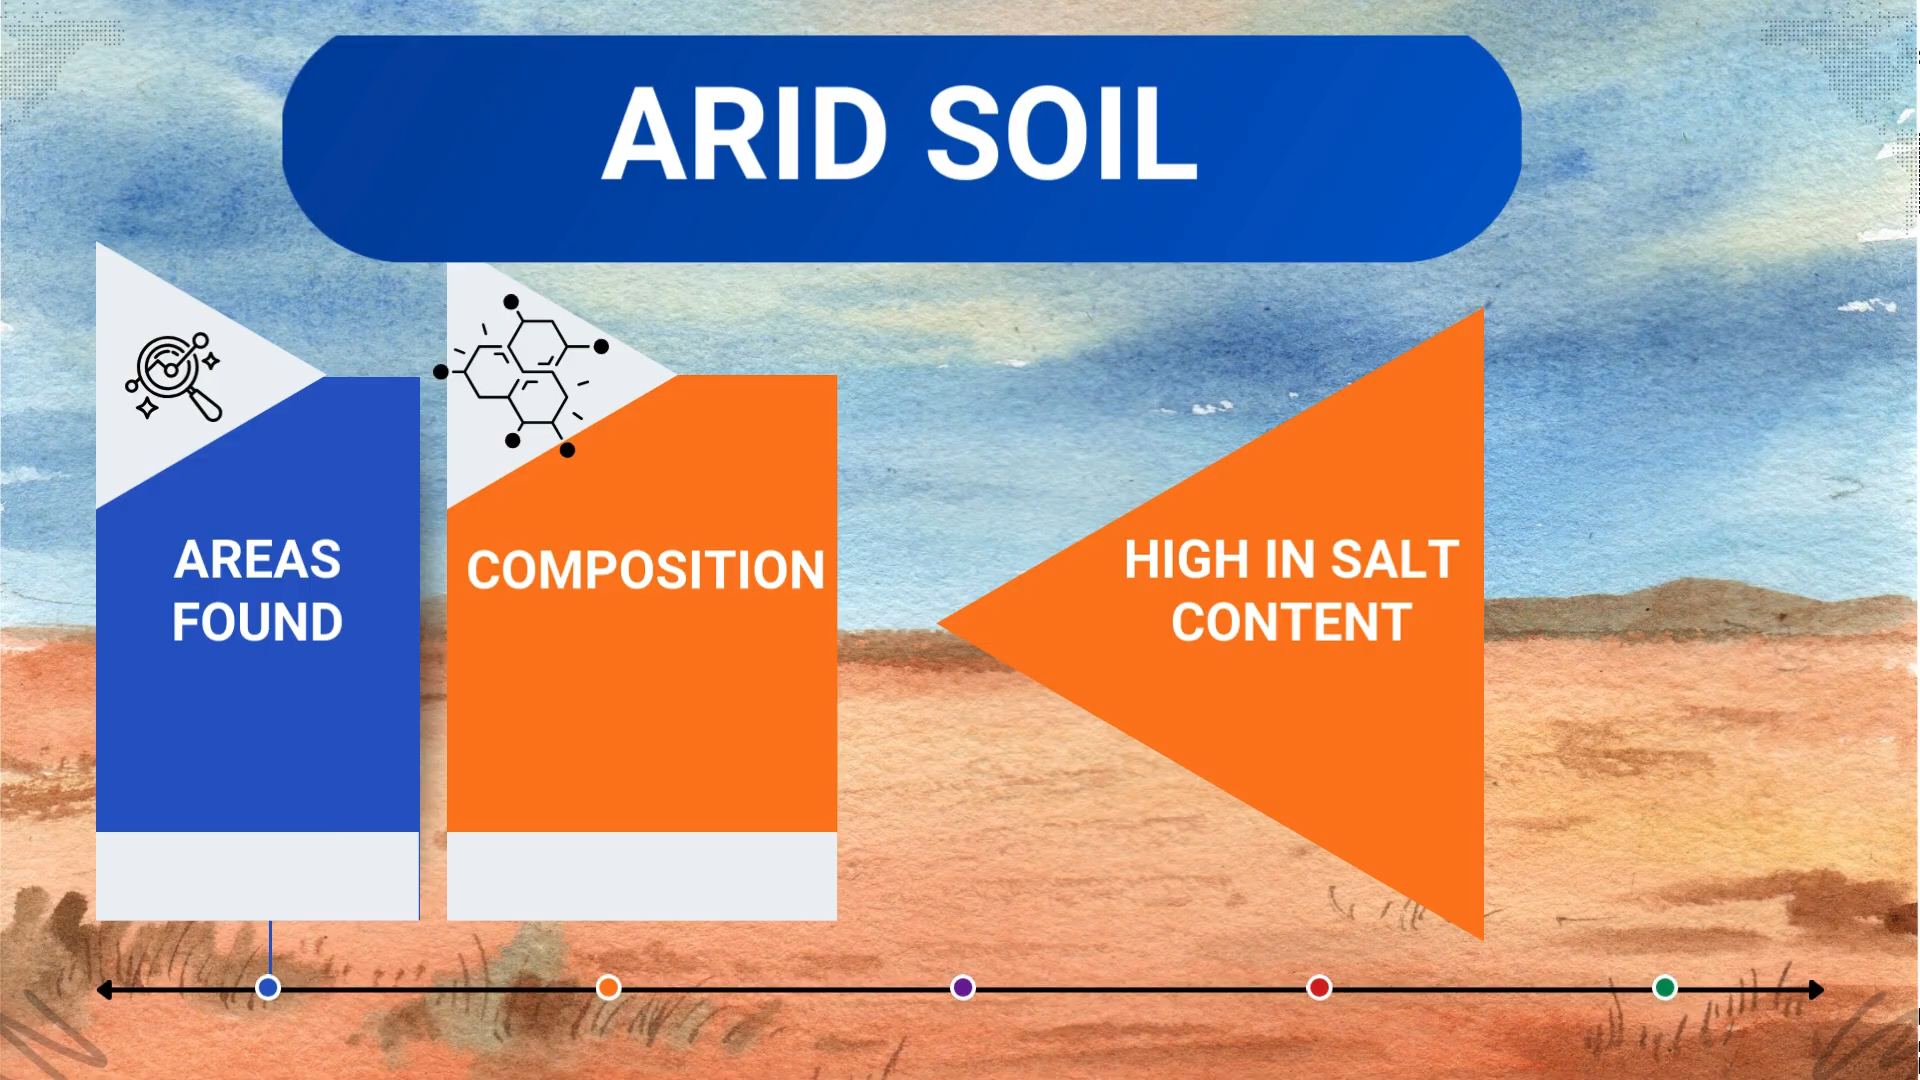 ARID SOIL
AREAS
FOUND
COMPOSITION
HIGH IN SALT
CONTENT